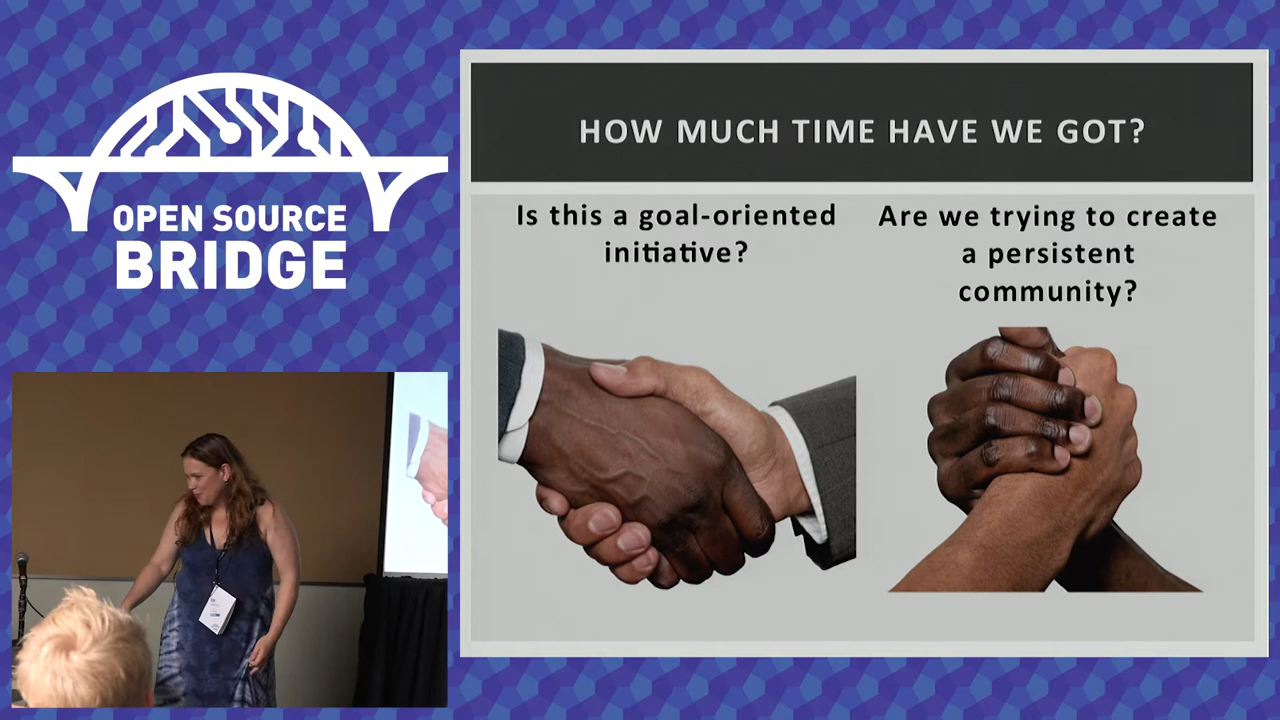 OPEN SOURCE
BRIDGE
HOW MUCH TIME HAVE WE GOT?
Is this a goal-oriented
initiative?
Are we trying to create
a persistent
community?